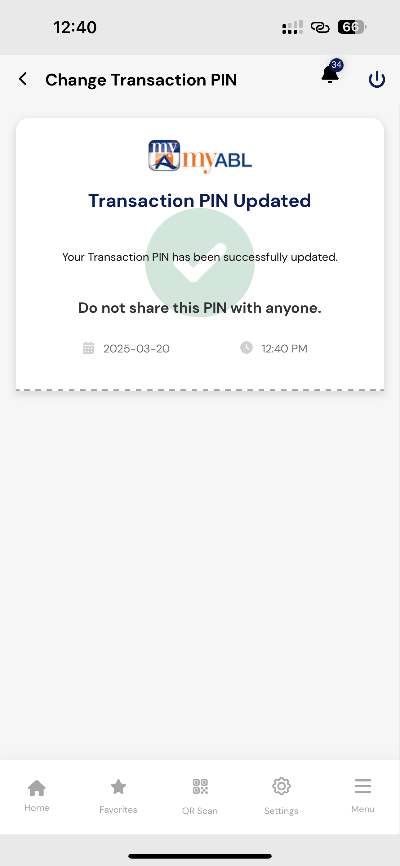 12:40
66
Change Transaction PIN
34
my myABL
Transaction PIN Updated
Your Transaction PIN has been successfully updated.
Do not share this PIN with anyone.
2025-03-20 12:40 PM
Home Favorites QR Scan Settings Menu